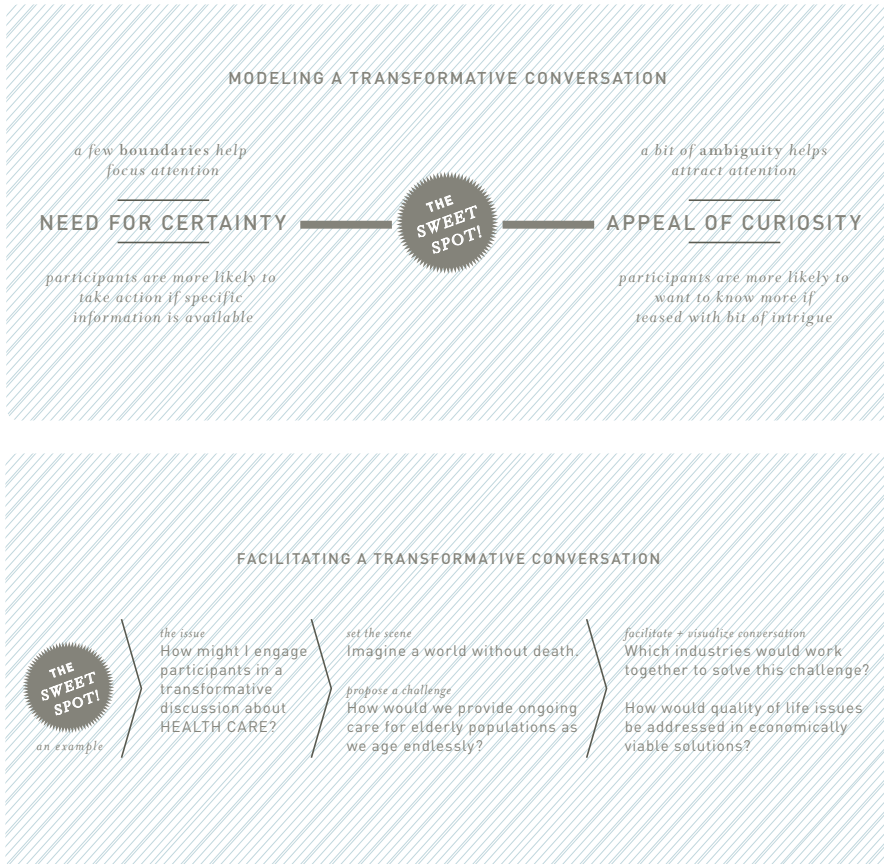 MODELING A TRANSFORMATIVE CONVERSATION
a few boundaries help
focus attention
NEED FOR CERTAINTY
participants are more likely to
take action if specific
information is available
THE
SWEET
SPOT!
a bit of ambiguity helps
attract attention
APPEAL OF CURIOSITY
participants are more likely to
want to know more if
teased with bit of intrigue
FACILITATING A TRANSFORMATIVE CONVERSATION
THE
SWEET
SPOT!
an example
the issue
How might I engage
participants in a
transformative
discussion about
HEALTH CARE?
set the scene
Imagine a world without death.
propose a challenge
How would we provide ongoing
care for elderly populations as
we age endlessly?
facilitate + visualize conversation
Which industries would work
together to solve this challenge?
How would quality of life issues
be addressed in economically
viable solutions?